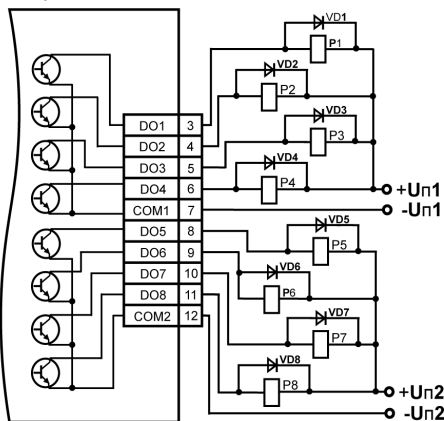 VD1
P1
VD2
P2
VD3
P3
VD4
P4
DO1 3
DO2 4
DO3 5
DO4 6
COM1 7
DO5 8
DO6 9
DO7 10
DO8 11
COM2 12
+Uп1
-Uп1
VD5
P5
VD6
P6
VD7
P7
VD8
P8
+Uп2
-Uп2